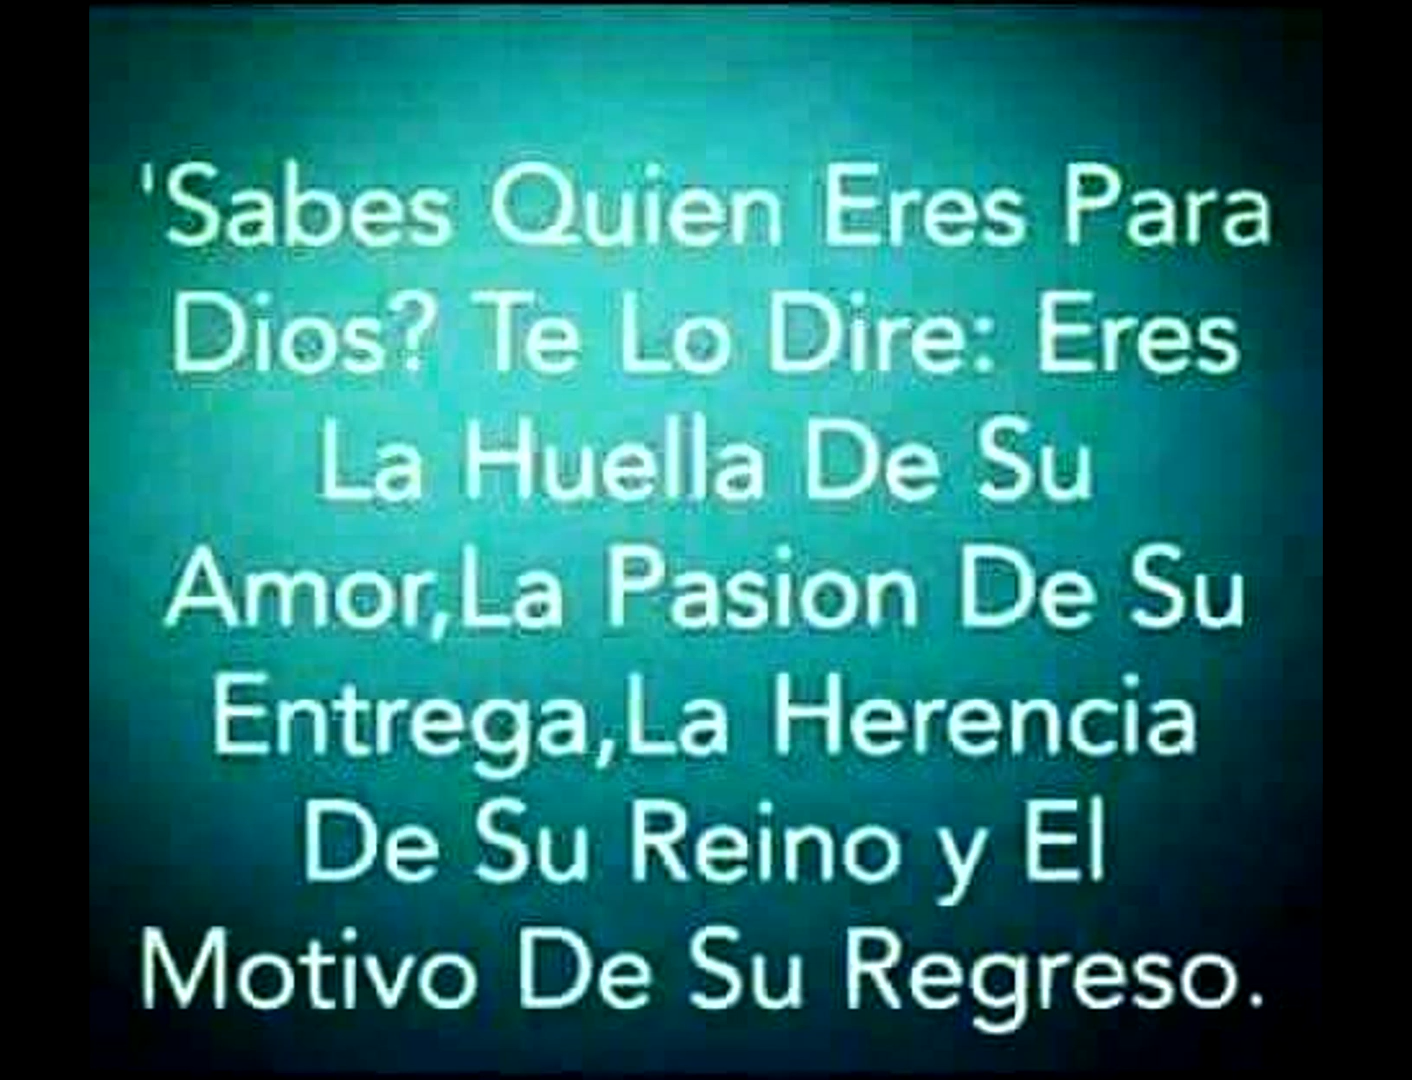 'Sabes Quien Eres Para
Dios? Te Lo Dire: Eres
La Huella De Su
Amor,La Pasion De Su
Entrega,La Herencia
De Su Reino y El
Motivo De Su Regreso.